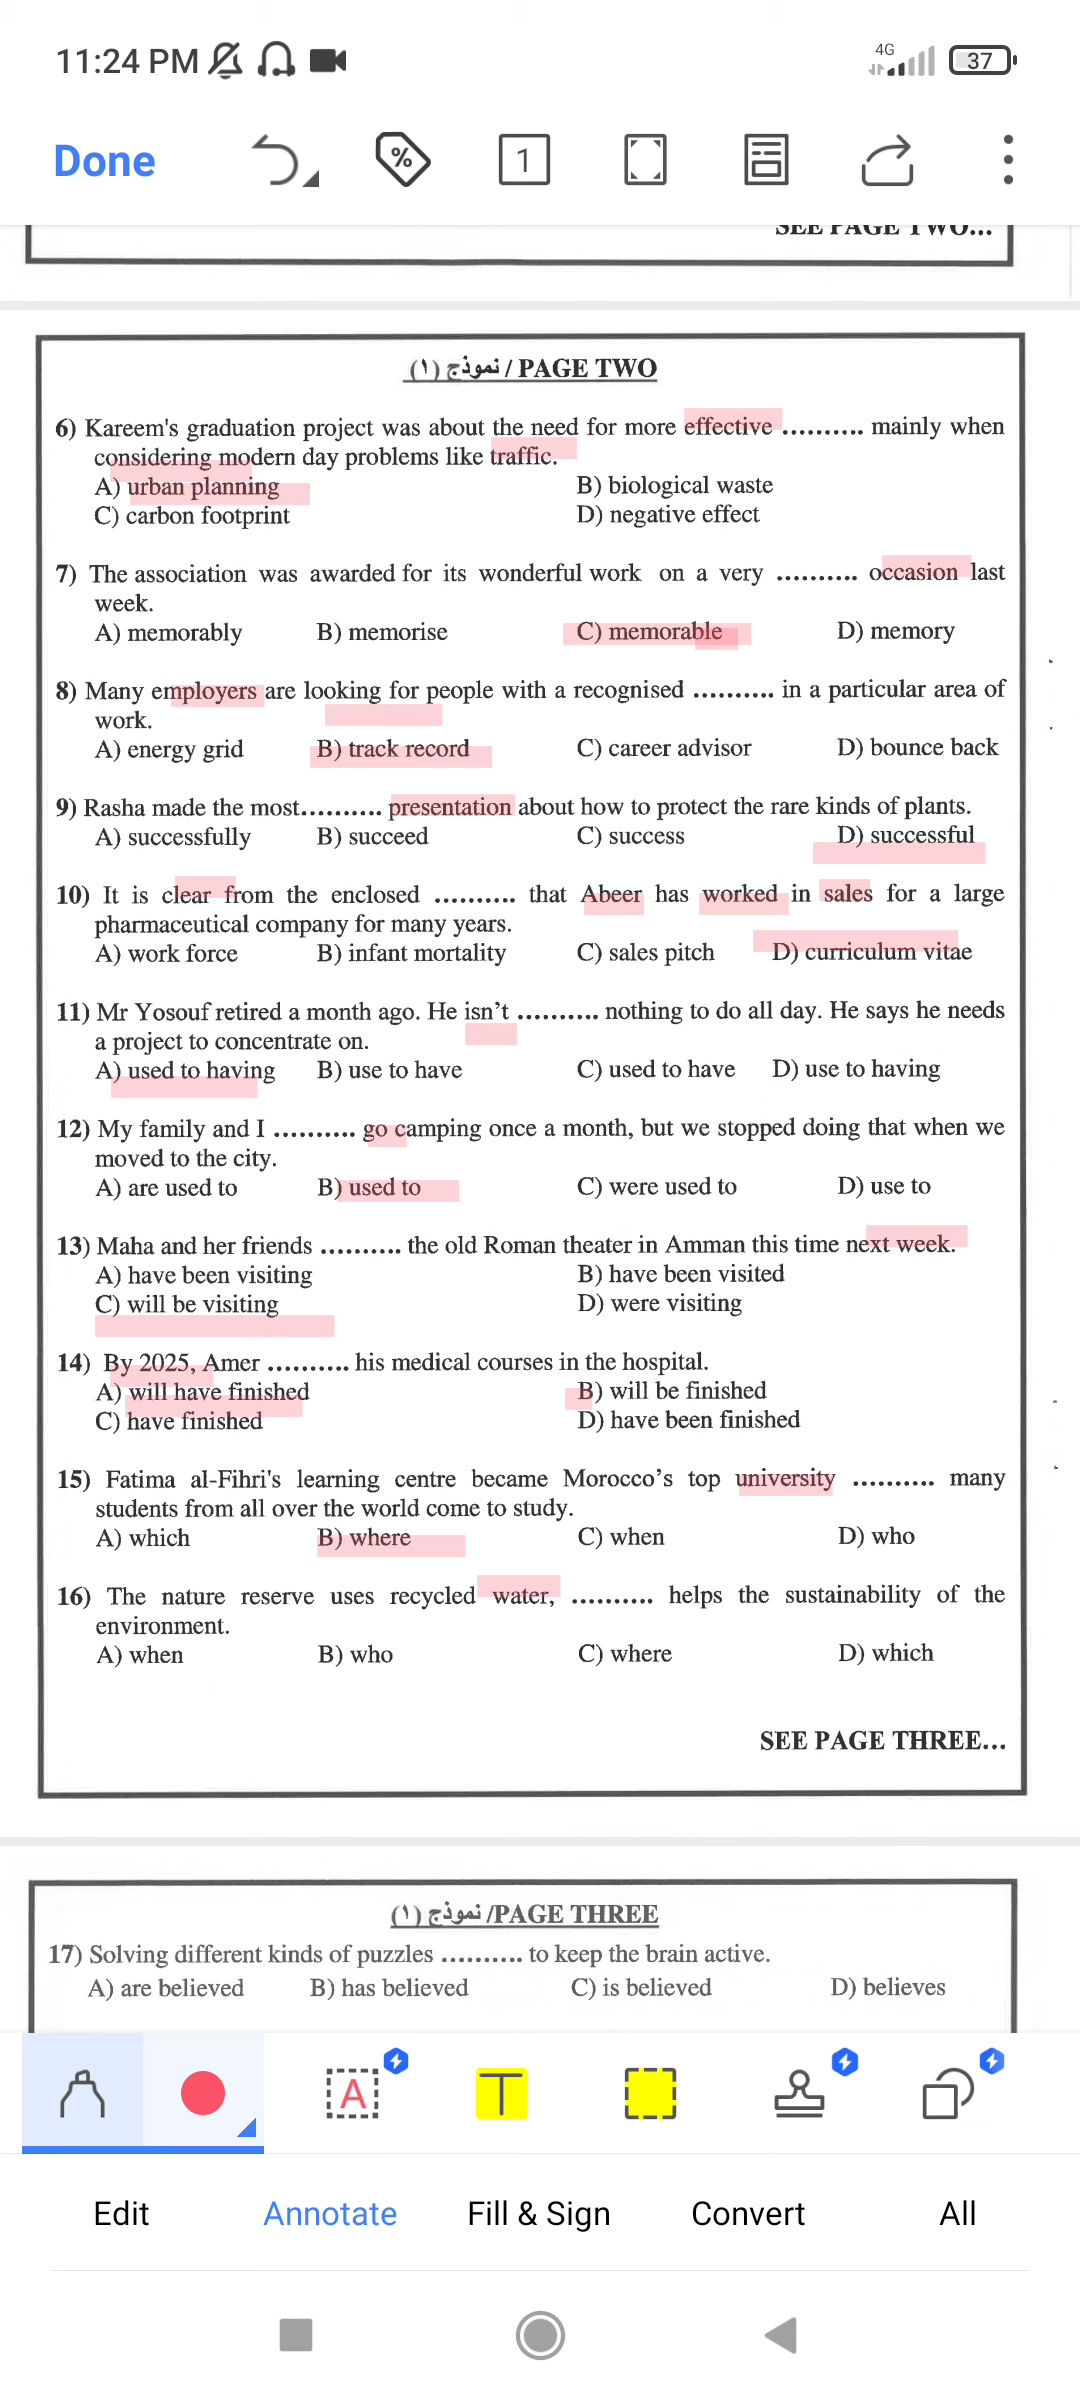 11:24 PM
4G
37
Done
%
1
SEE PAGE TWO...
(١) نموذج / PAGE TWO
6) Kareem's graduation project was about the need for more effective .......... mainly when
considering modern day problems like traffic.
A) urban planning B) biological waste
C) carbon footprint D) negative effect
7) The association was awarded for its wonderful work on a very .......... occasion last
week.
A) memorably B) memorise C) memorable D) memory
8) Many employers are looking for people with a recognised .......... in a particular area of
work.
A) energy grid B) track record C) career advisor D) bounce back
9) Rasha made the most.......... presentation about how to protect the rare kinds of plants.
A) successfully B) succeed C) success D) successful
10) It is clear from the enclosed .......... that Abeer has worked in sales for a large
pharmaceutical company for many years.
A) work force B) infant mortality C) sales pitch D) curriculum vitae
11) Mr Yosouf retired a month ago. He isn't .......... nothing to do all day. He says he needs
a project to concentrate on.
A) used to having B) use to have C) used to have D) use to having
12) My family and I .......... go camping once a month, but we stopped doing that when we
moved to the city.
A) are used to B) used to C) were used to D) use to
13) Maha and her friends .......... the old Roman theater in Amman this time next week.
A) have been visiting B) have been visited
C) will be visiting D) were visiting
14) By 2025, Amer .......... his medical courses in the hospital.
A) will have finished B) will be finished
C) have finished D) have been finished
15) Fatima al-Fihri's learning centre became Morocco's top university .......... many
students from all over the world come to study.
A) which B) where C) when D) who
16) The nature reserve uses recycled water, .......... helps the sustainability of the
environment.
A) when B) who C) where D) which
SEE PAGE THREE...
(١) نموذج /PAGE THREE
17) Solving different kinds of puzzles .......... to keep the brain active.
A) are believed B) has believed C) is believed D) believes
A T
Edit Annotate Fill & Sign Convert All